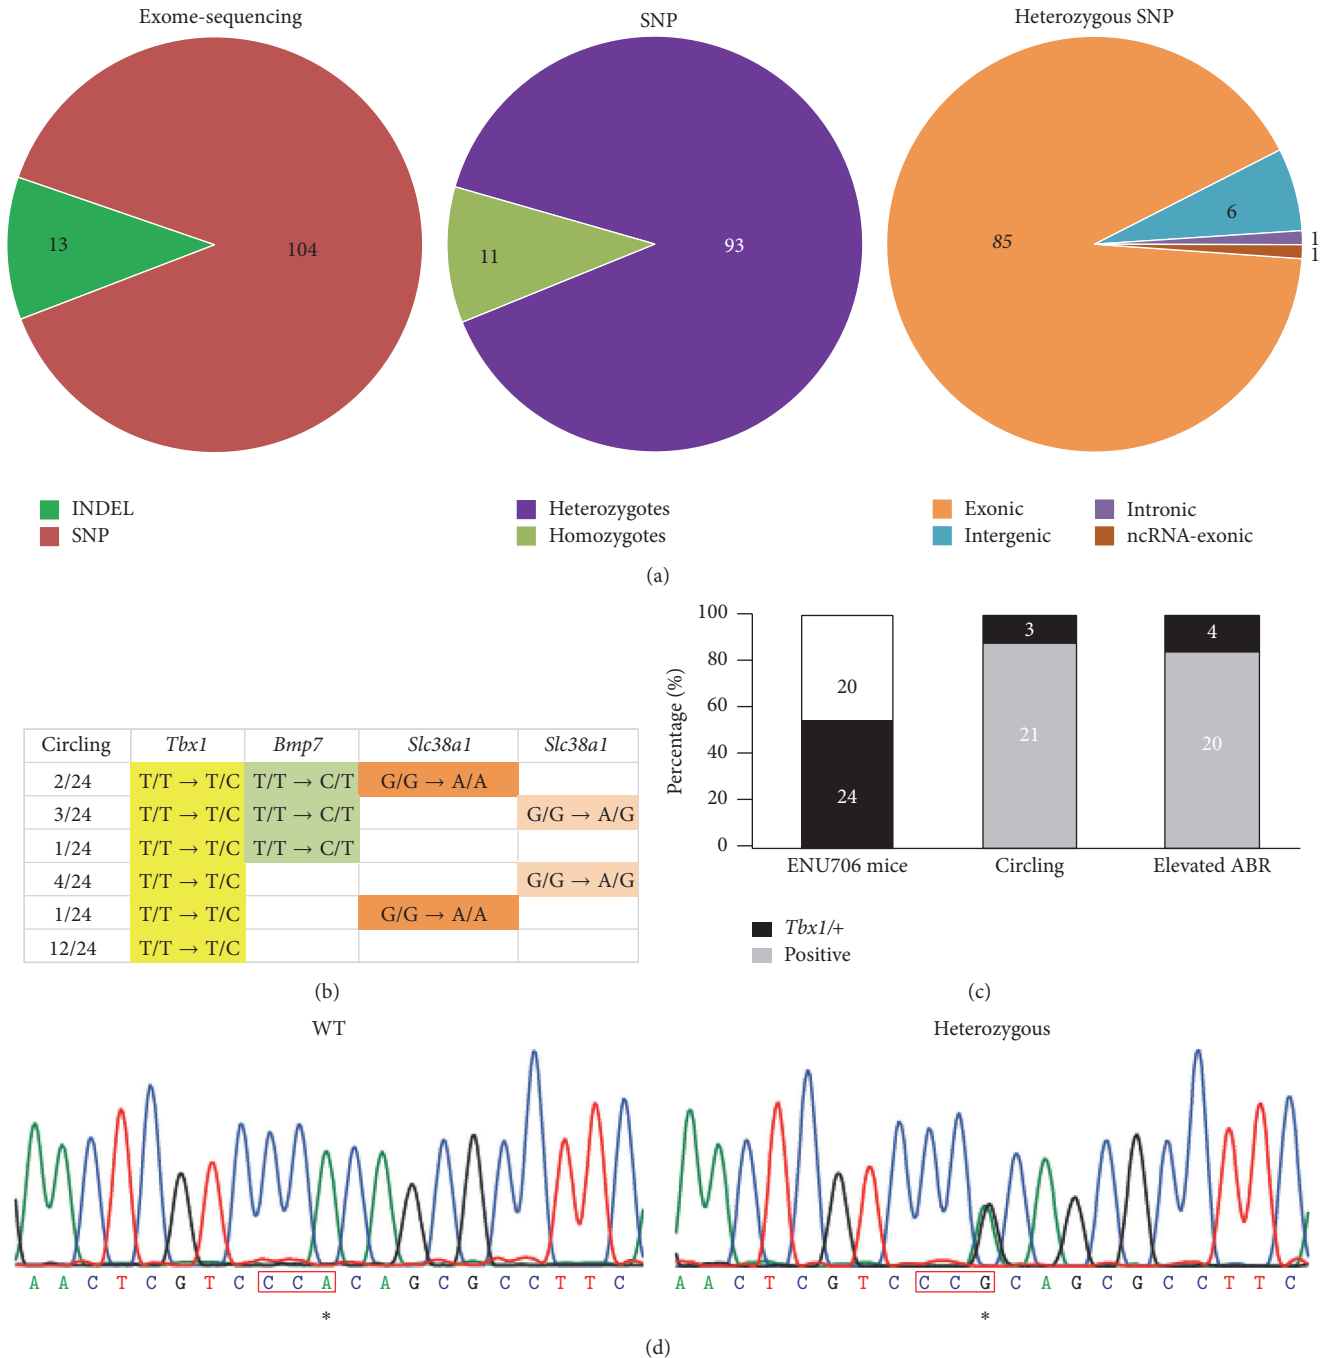 Exome-sequencing
SNP
Heterozygous SNP
13
104
11
93
85
6
1
1
INDEL
SNP
Heterozygotes
Homozygotes
Exonic
Intergenic
Intronic
ncRNA-exonic
(a)
Circling Tbx1 Bmp7 Slc38a1 Slc38a1
2/24 T/T → T/C T/T → C/T G/G → A/A
3/24 T/T → T/C T/T → C/T G/G → A/G
1/24 T/T → T/C T/T → C/T
4/24 T/T → T/C G/G → A/G
1/24 T/T → T/C G/G → A/A
12/24 T/T → T/C
(b)
Percentage (%)
100
80
60
40
20
0
20
24
3
21
4
20
ENU706 mice
Circling
Elevated ABR
Tbx1/+
Positive
(c)
WT
Heterozygous
A A C T C G T C C C A C A G C G C C T T C
*
A A C T C G T C C C G C A G C G C C T T C
*
(d)